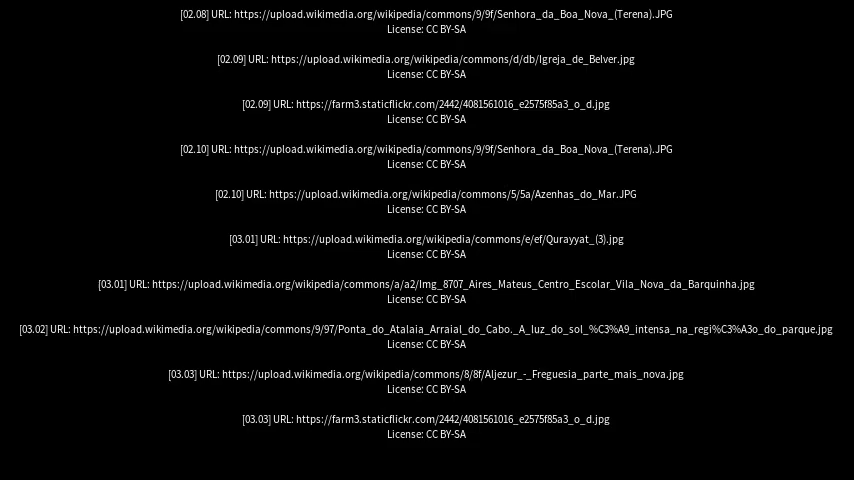 [02.08] URL: https://upload.wikimedia.org/wikipedia/commons/9/9f/Senhora_da_Boa_Nova_(Terena).JPG
License: CC BY-SA
[02.09] URL: https://upload.wikimedia.org/wikipedia/commons/d/db/Igreja_de_Belver.jpg
License: CC BY-SA
[02.09] URL: https://farm3.staticflickr.com/2442/4081561016_e2575f85a3_o_d.jpg
License: CC BY-SA
[02.10] URL: https://upload.wikimedia.org/wikipedia/commons/9/9f/Senhora_da_Boa_Nova_(Terena).JPG
License: CC BY-SA
[02.10] URL: https://upload.wikimedia.org/wikipedia/commons/5/5a/Azenhas_do_Mar.JPG
License: CC BY-SA
[03.01] URL: https://upload.wikimedia.org/wikipedia/commons/e/ef/Qurayyat_(3).jpg
License: CC BY-SA
[03.01] URL: https://upload.wikimedia.org/wikipedia/commons/a/a2/Img_8707_Aires_Mateus_Centro_Escolar_Vila_Nova_da_Barquinha.jpg
License: CC BY-SA
[03.02] URL: https://upload.wikimedia.org/wikipedia/commons/9/97/Ponta_do_Atalaia_Arraial_do_Cabo._A_luz_do_sol_%C3%A9_intensa_na_regi%C3%A3o_do_parque.jpg
License: CC BY-SA
[03.03] URL: https://upload.wikimedia.org/wikipedia/commons/8/8f/Aljezur_-_Freguesia_parte_mais_nova.jpg
License: CC BY-SA
[03.03] URL: https://farm3.staticflickr.com/2442/4081561016_e2575f85a3_o_d.jpg
License: CC BY-SA